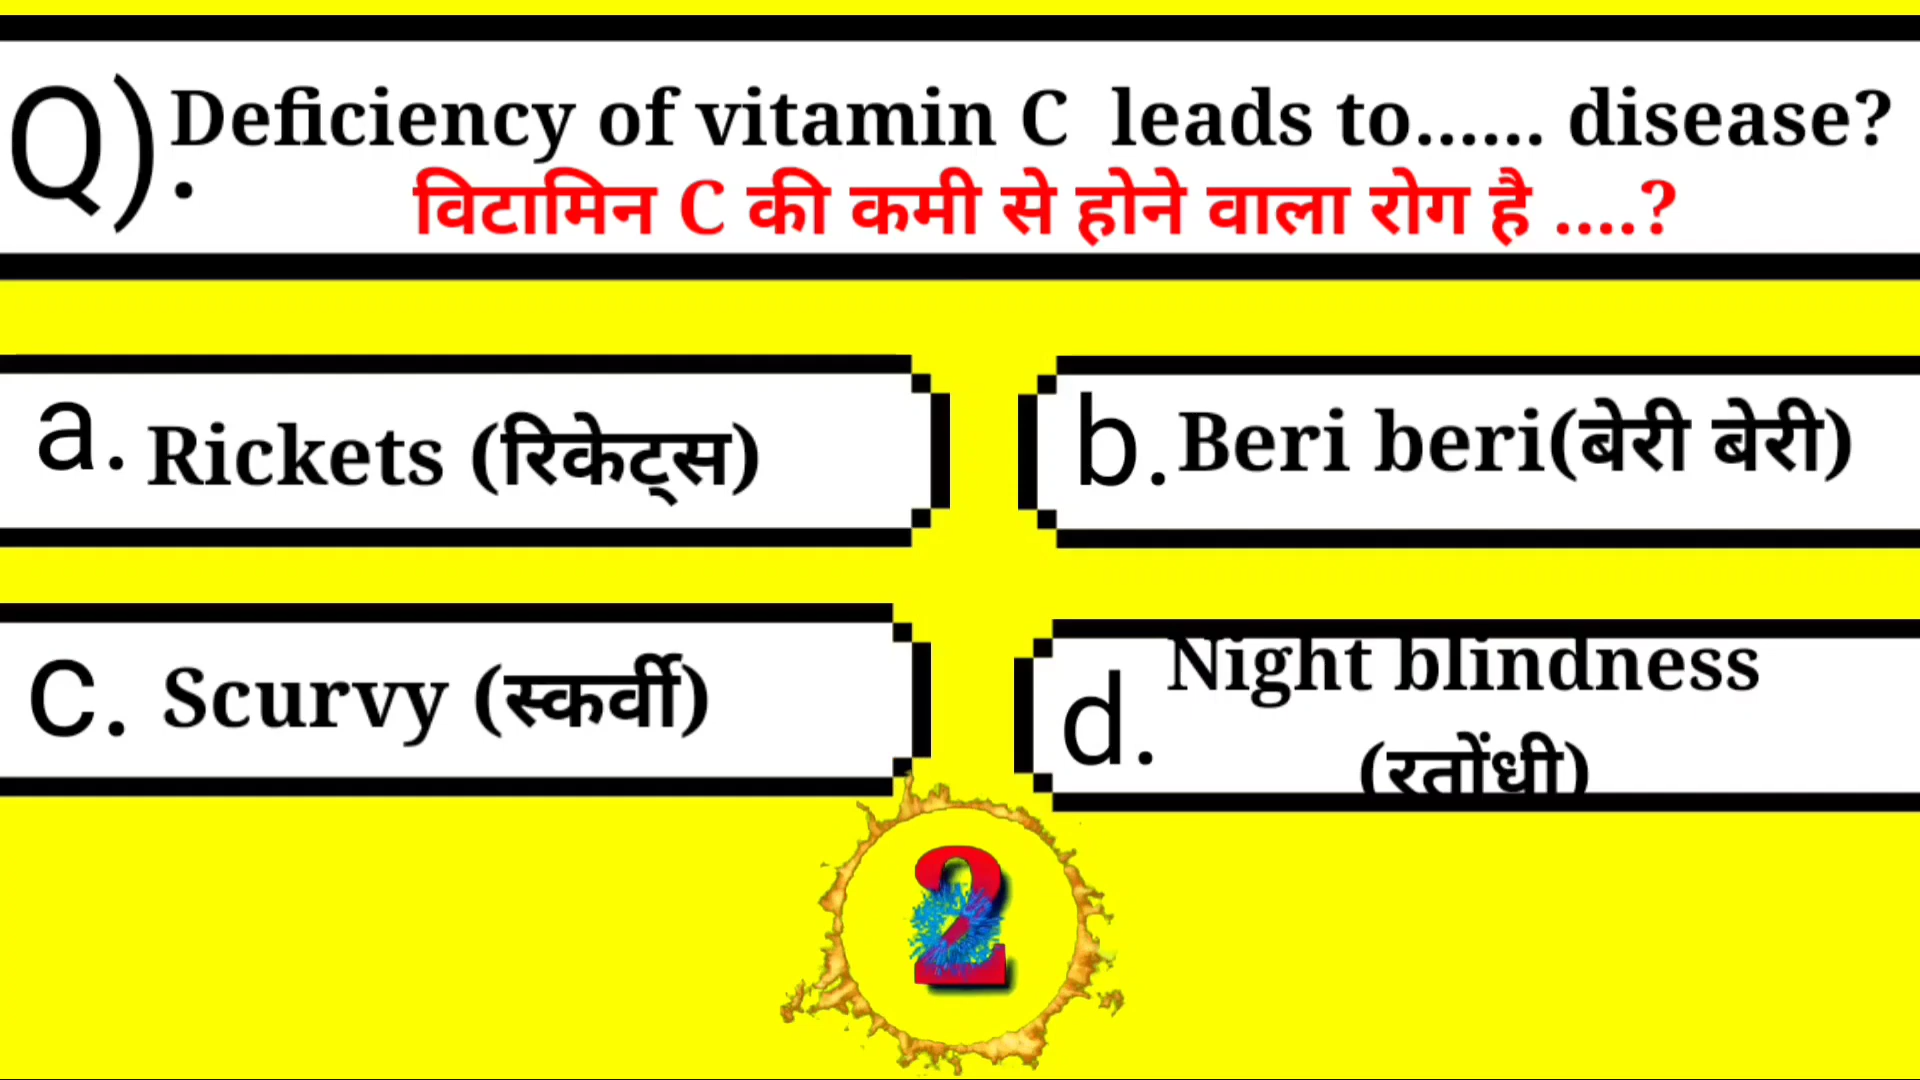 Q). Deficiency of vitamin C leads to...... disease?
विटामिन C की कमी से होने वाला रोग है ....?
a. Rickets (रिकेट्स)
b. Beri beri(बेरी बेरी)
c. Scurvy (स्कर्वी)
d. Night blindness
(रतोंधी)
2